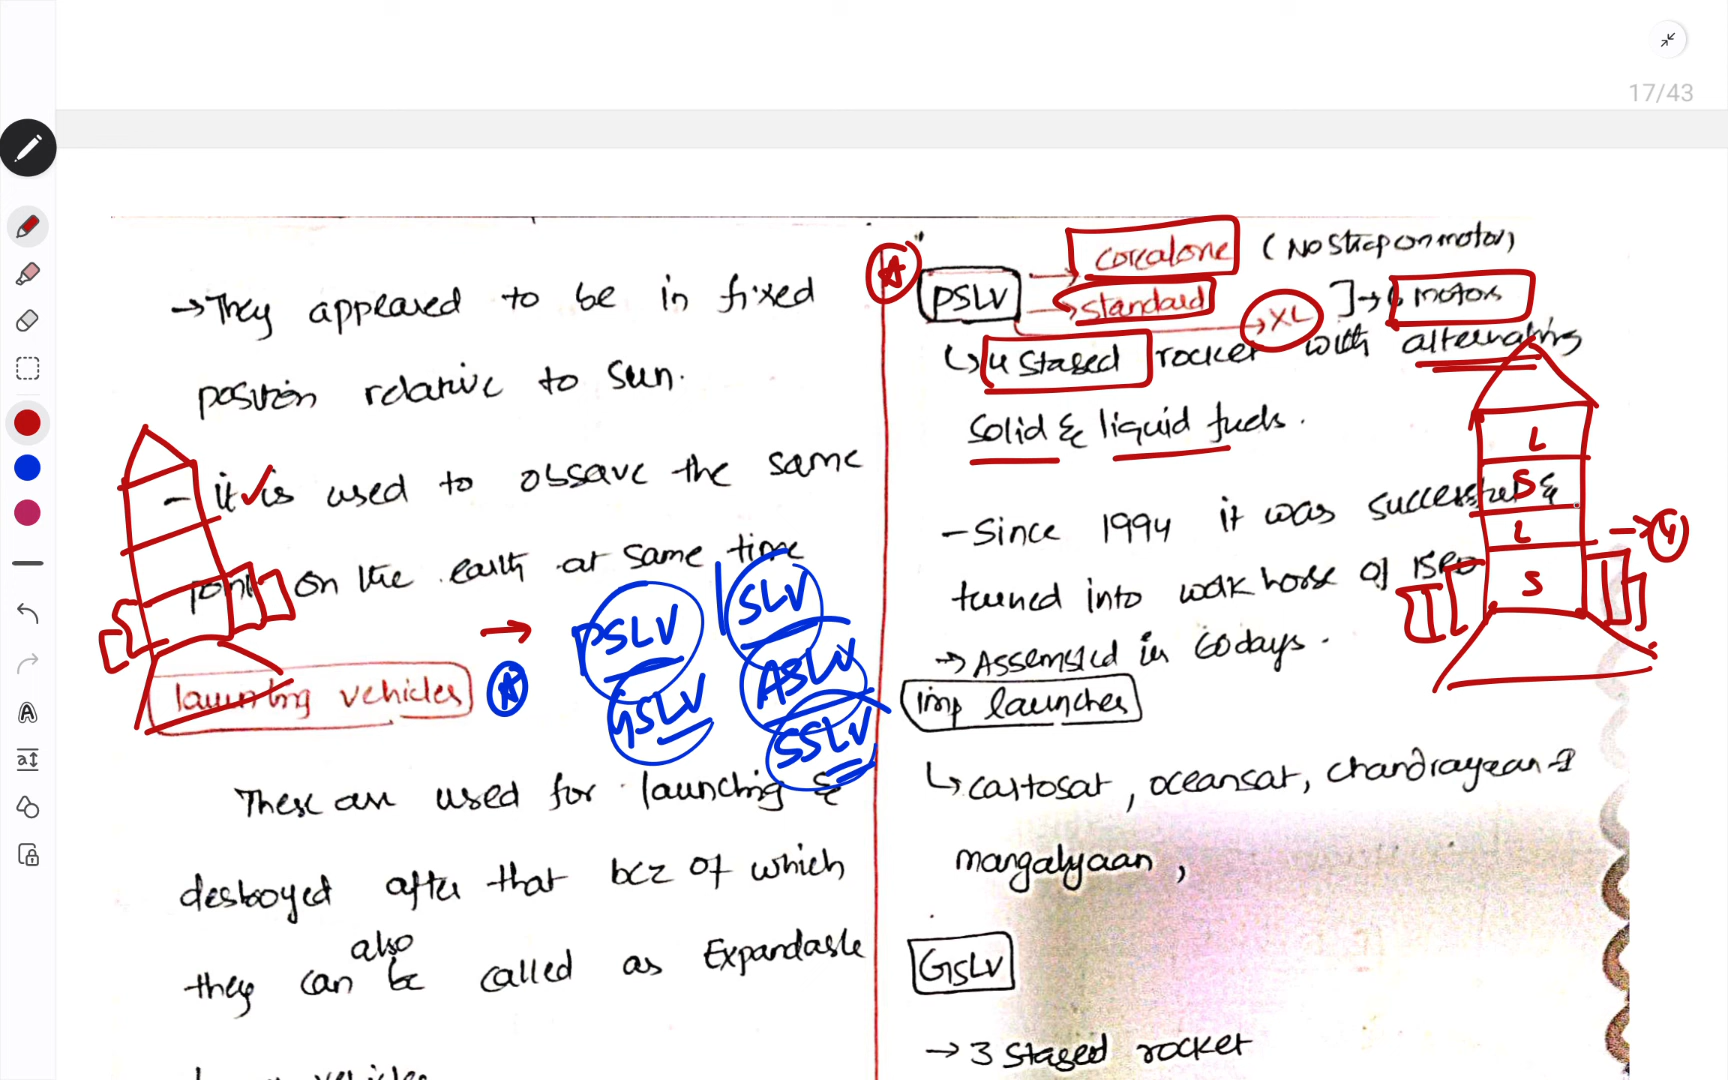 17/43
→They appeared to be in fixed
position relative to sun.
- it is used to obsave the same
point on the earth at same time
launting vehicles → PSLV SLV
GSLV ASLV
SSLV
These are used for launching &
destroyed after that bcz of which
also
they can be called as Expandable
vehicles
PSLV → corealone (No strap on motor)
→ standard
→ XL ]→ 6 motors
↳ 4 staged rocket with alternating
solid & liquid fuels.
- Since 1994 it was successful &
turned into work horse of ISRO
→ Assembled in 60 days.
imp launches
↳ cartosat, oceansat, chandrayaan-1
mangalyaan,
GSLV
→ 3 staged rocket
L
S
L → 4
S